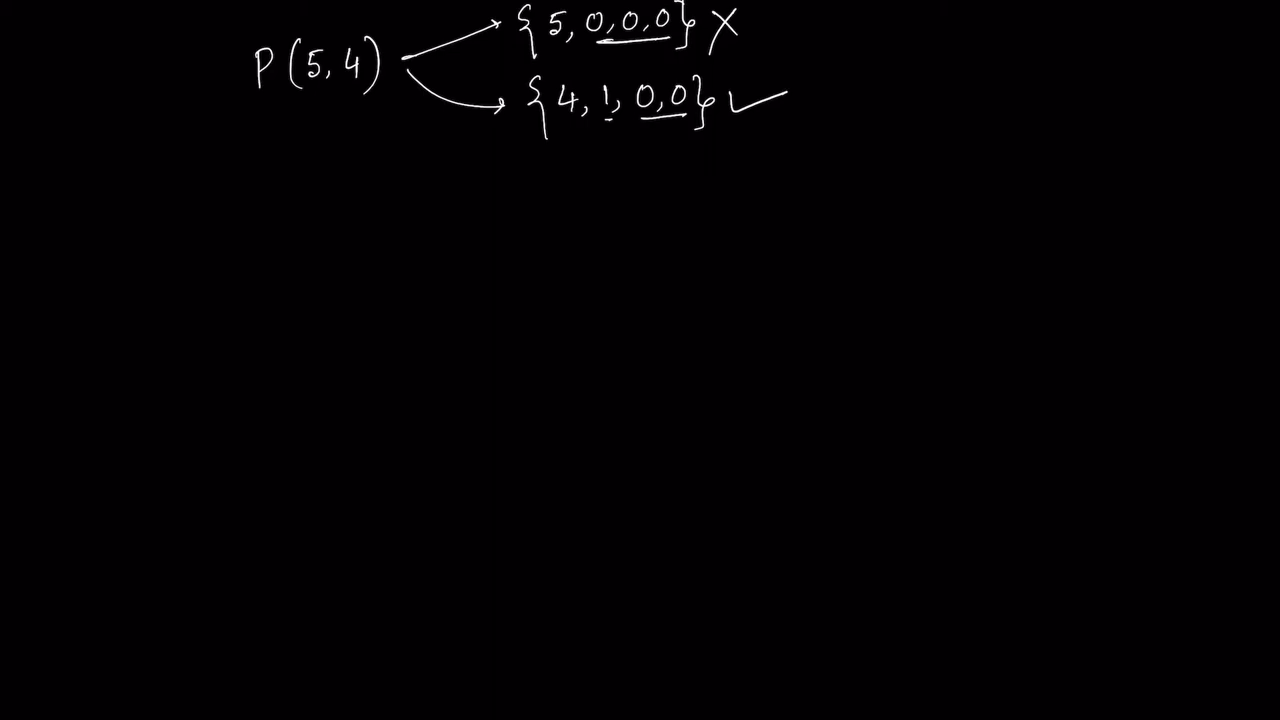 {5, 0, 0, 0} X
P(5, 4)
{4, 1, 0, 0} ✓